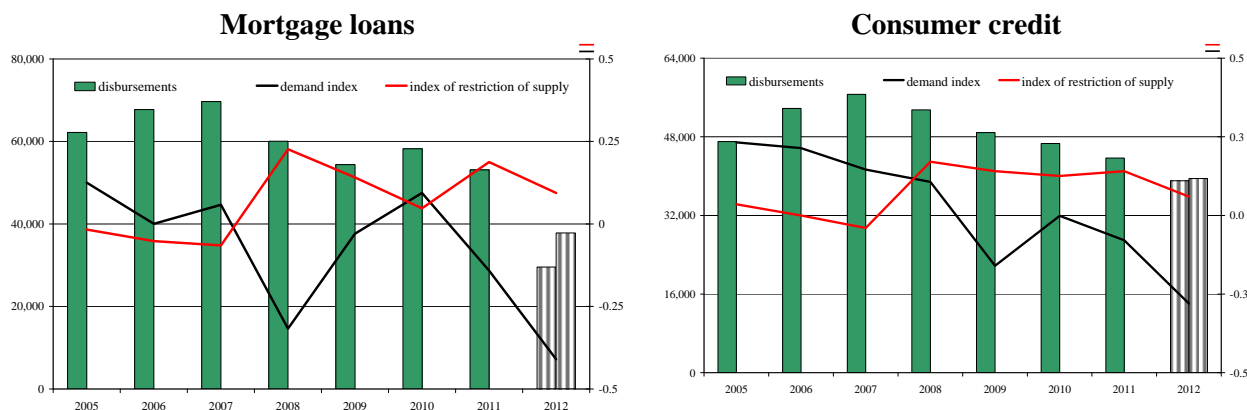 Mortgage loans
80,000
60,000
40,000
20,000
0
0.5
0.25
0
-0.25
-0.5
disbursements
demand index
index of restriction of supply
2005 2006 2007 2008 2009 2010 2011 2012
Consumer credit
64,000
48,000
32,000
16,000
0
0.5
0.3
0.0
-0.3
-0.5
disbursements
demand index
index of restriction of supply
2005 2006 2007 2008 2009 2010 2011 2012